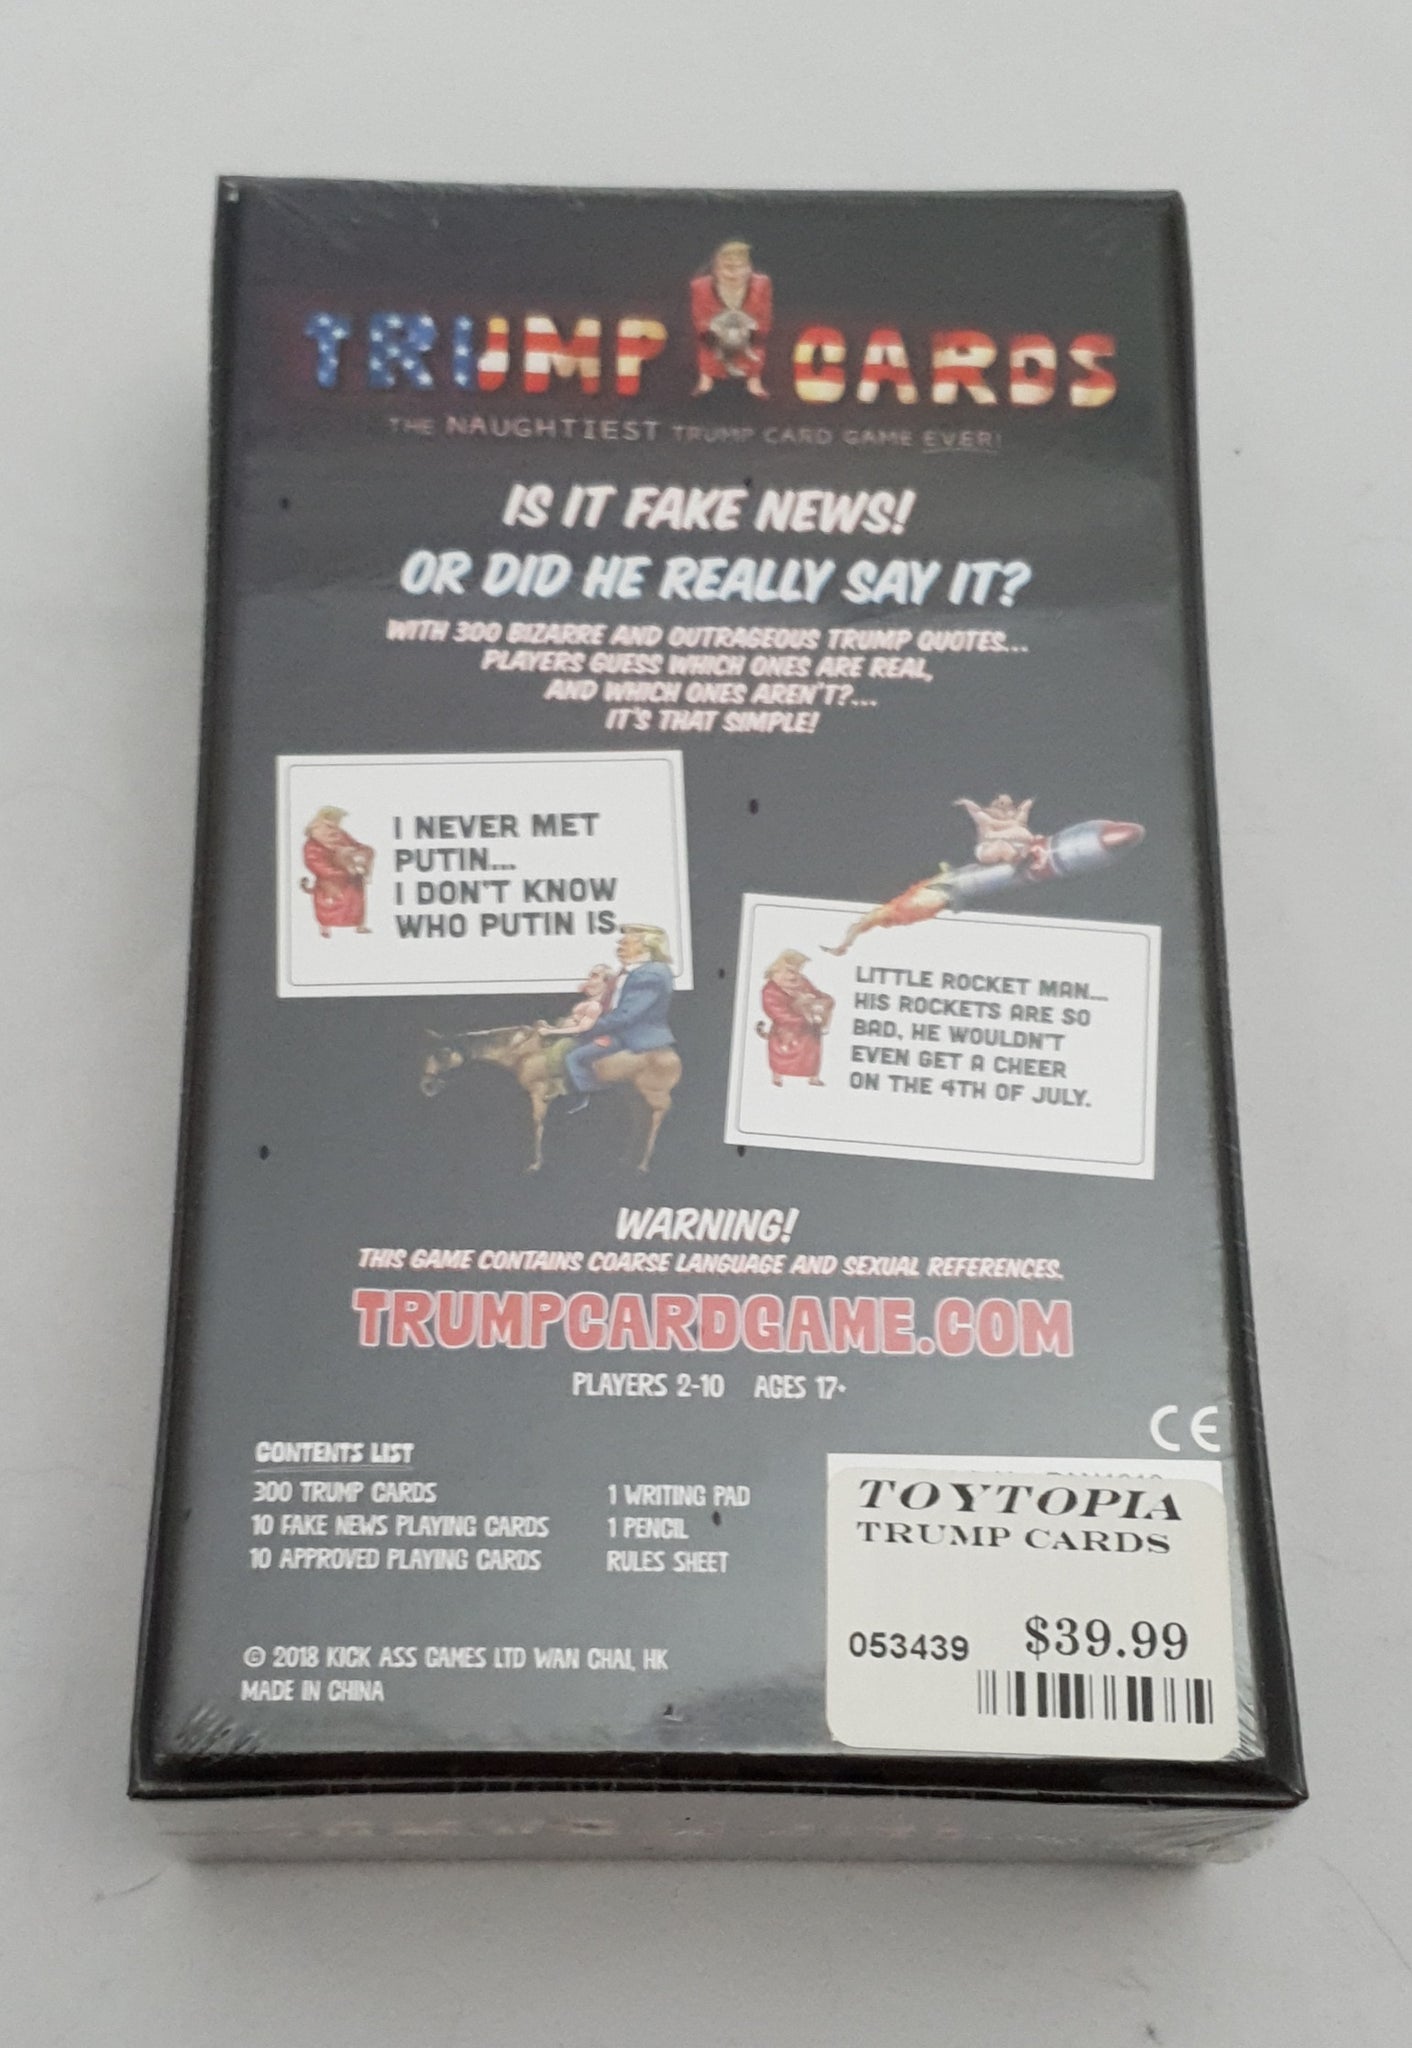 TRUMP CARDS
THE NAUGHTIEST TRUMP CARD GAME EVER!
IS IT FAKE NEWS!
OR DID HE REALLY SAY IT?
WITH 300 BIZARRE AND OUTRAGEOUS TRUMP QUOTES...
PLAYERS GUESS WHICH ONES ARE REAL,
AND WHICH ONES AREN'T?...
IT'S THAT SIMPLE!
I NEVER MET
PUTIN...
I DON'T KNOW
WHO PUTIN IS.
LITTLE ROCKET MAN...
HIS ROCKETS ARE SO
BAD, HE WOULDN'T
EVEN GET A CHEER
ON THE 4TH OF JULY.
WARNING!
THIS GAME CONTAINS COARSE LANGUAGE AND SEXUAL REFERENCES.
TRUMPCARDGAME.COM
PLAYERS 2-10 AGES 17+
CE
CONTENTS LIST
300 TRUMP CARDS
10 FAKE NEWS PLAYING CARDS
10 APPROVED PLAYING CARDS
1 WRITING PAD
1 PENCIL
RULES SHEET
© 2018 KICK ASS GAMES LTD WAN CHAI, HK
MADE IN CHINA
TOYTOPIA
TRUMP CARDS
053439 $39.99